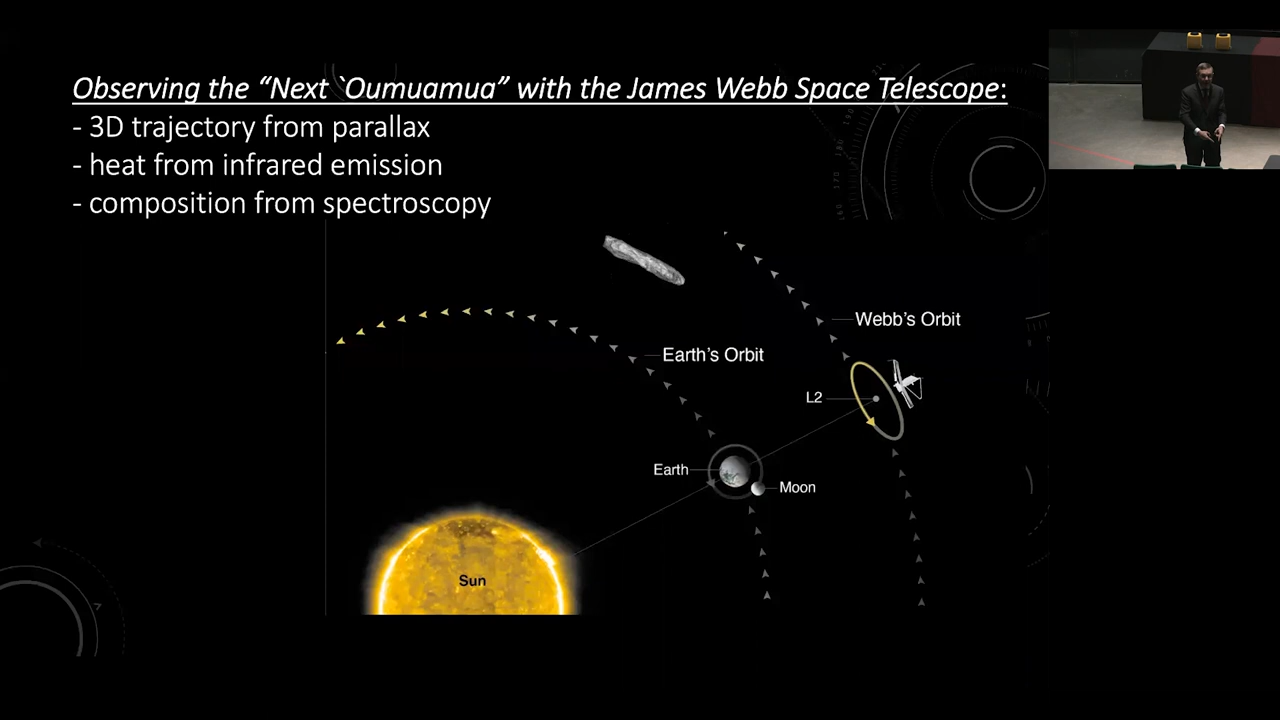 Observing the “Next `Oumuamua” with the James Webb Space Telescope:
- 3D trajectory from parallax
- heat from infrared emission
- composition from spectroscopy
Webb's Orbit
Earth's Orbit
L2
Earth
Moon
Sun